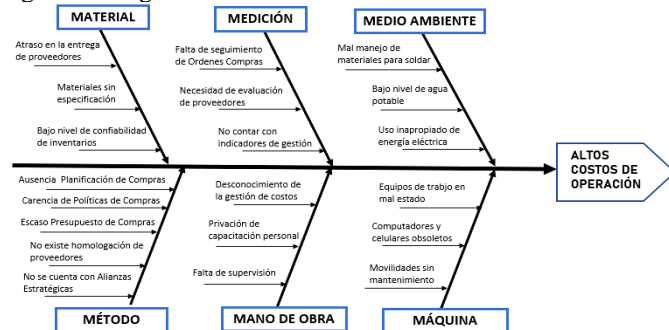 MATERIAL
MEDICIÓN
MEDIO AMBIENTE
Atraso en la entrega
de proveedores
Materiales sin
especificación
Bajo nivel de confiabilidad
de inventarios
Falta de seguimiento
de Ordenes Compras
Necesidad de evaluación
de proveedores
No contar con
indicadores de gestión
Mal manejo de
materiales para soldar
Bajo nivel de agua
potable
Uso inapropiado de
energía eléctrica
ALTOS
COSTOS DE
OPERACIÓN
Ausencia Planificación de Compras
Carencia de Políticas de Compras
Escaso Presupuesto de Compras
No existe homologación de
proveedores
No se cuenta con Alianzas
Estratégicas
Desconocimiento de
la gestión de costos
Privación de
capacitación personal
Falta de supervisión
Equipos de trabjo en
mal estado
Computadores y
celulares obsoletos
Movilidades sin
mantenimiento
MÉTODO
MANO DE OBRA
MÁQUINA